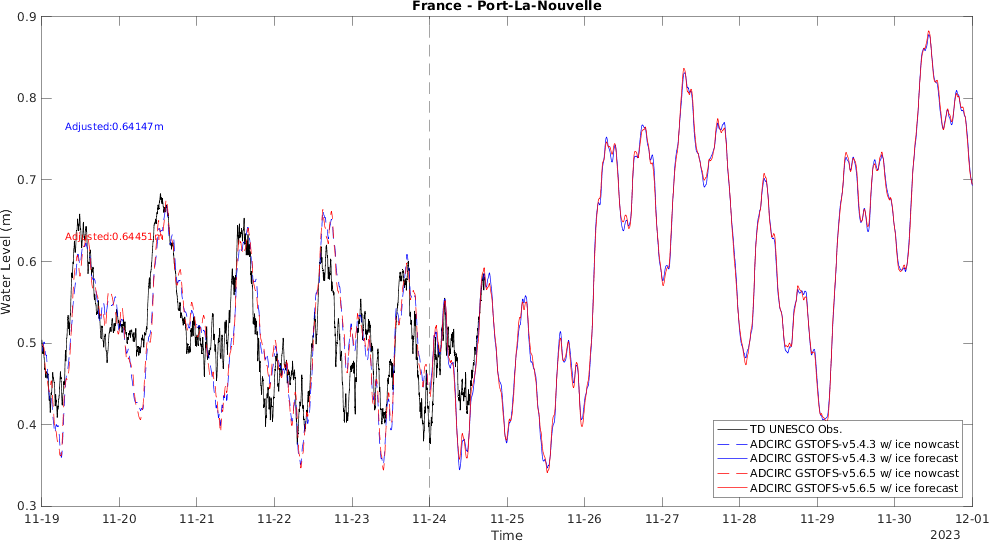 France - Port-La-Nouvelle
0.9
0.8
0.7
0.6
0.5
0.4
0.3
Water Level (m)
Adjusted:0.64147m
Adjusted:0.64451m
TD UNESCO Obs.
ADCIRC GSTOFS-v5.4.3 w/ ice nowcast
ADCIRC GSTOFS-v5.4.3 w/ ice forecast
ADCIRC GSTOFS-v5.6.5 w/ ice nowcast
ADCIRC GSTOFS-v5.6.5 w/ ice forecast
11-19 11-20 11-21 11-22 11-23 11-24 11-25 11-26 11-27 11-28 11-29 11-30 12-01
Time
2023